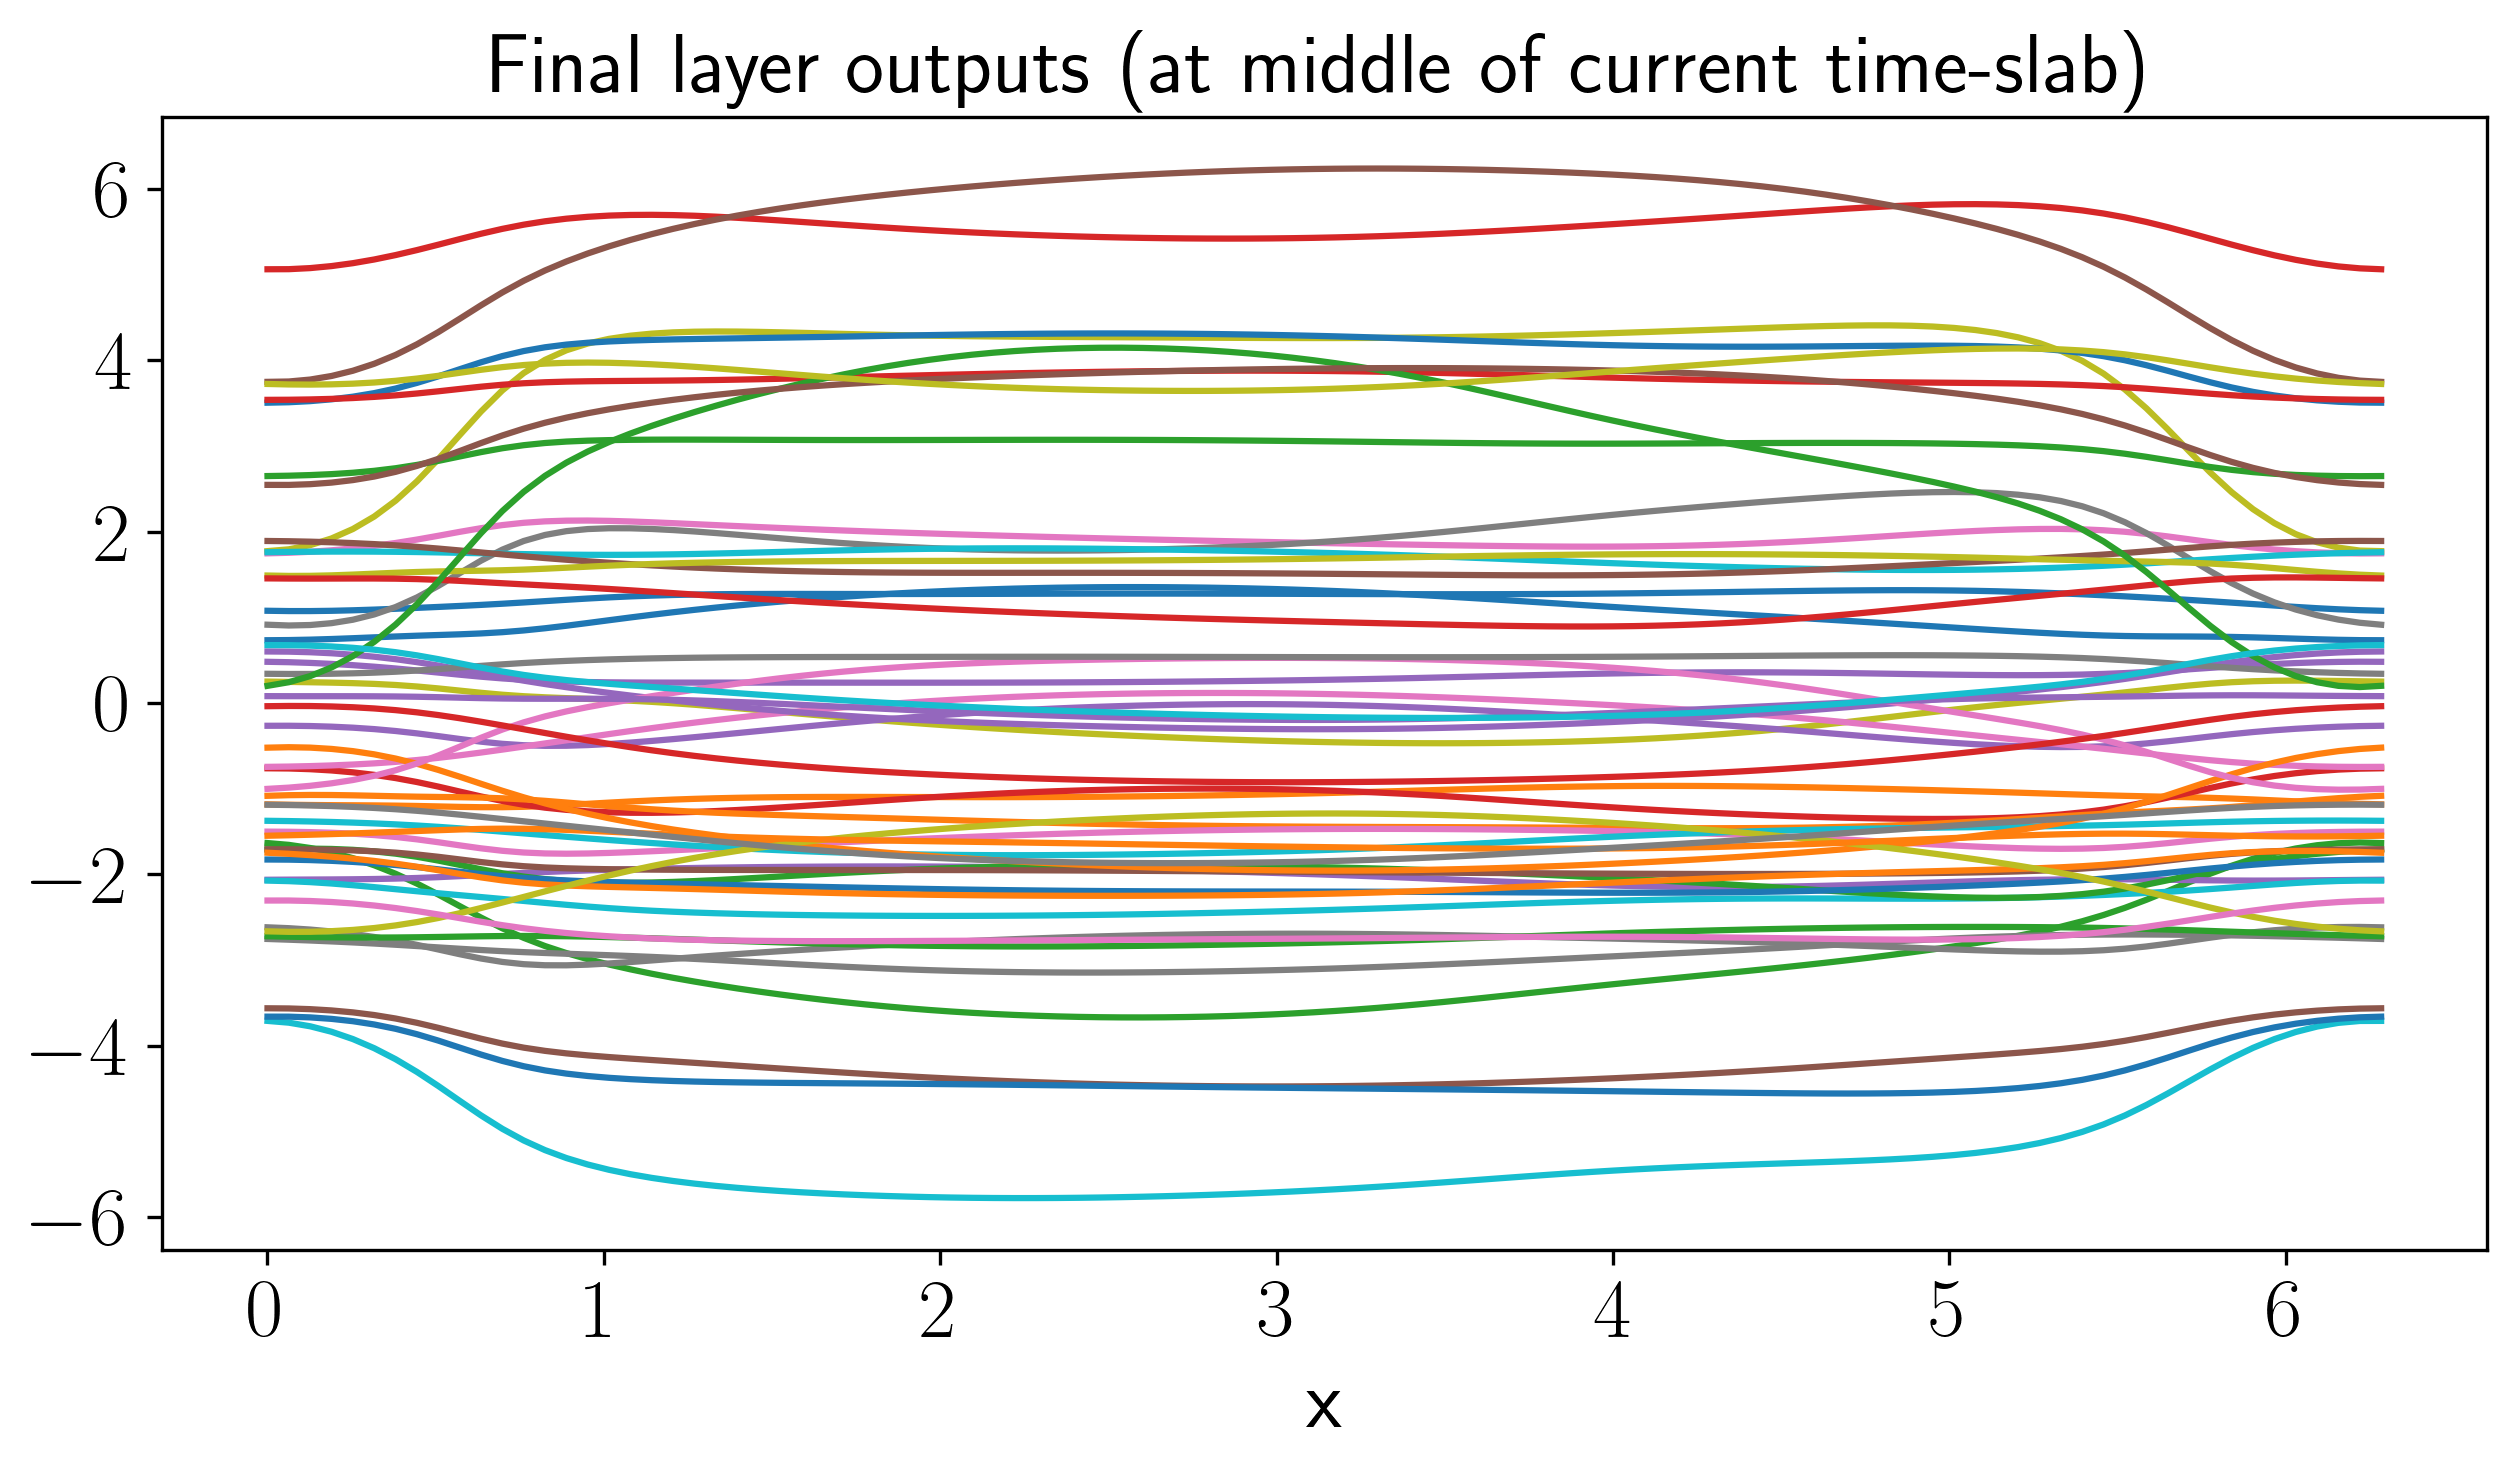 Final layer outputs (at middle of current time-slab)
6
4
2
0
−2
−4
−6
0 1 2 3 4 5 6
x